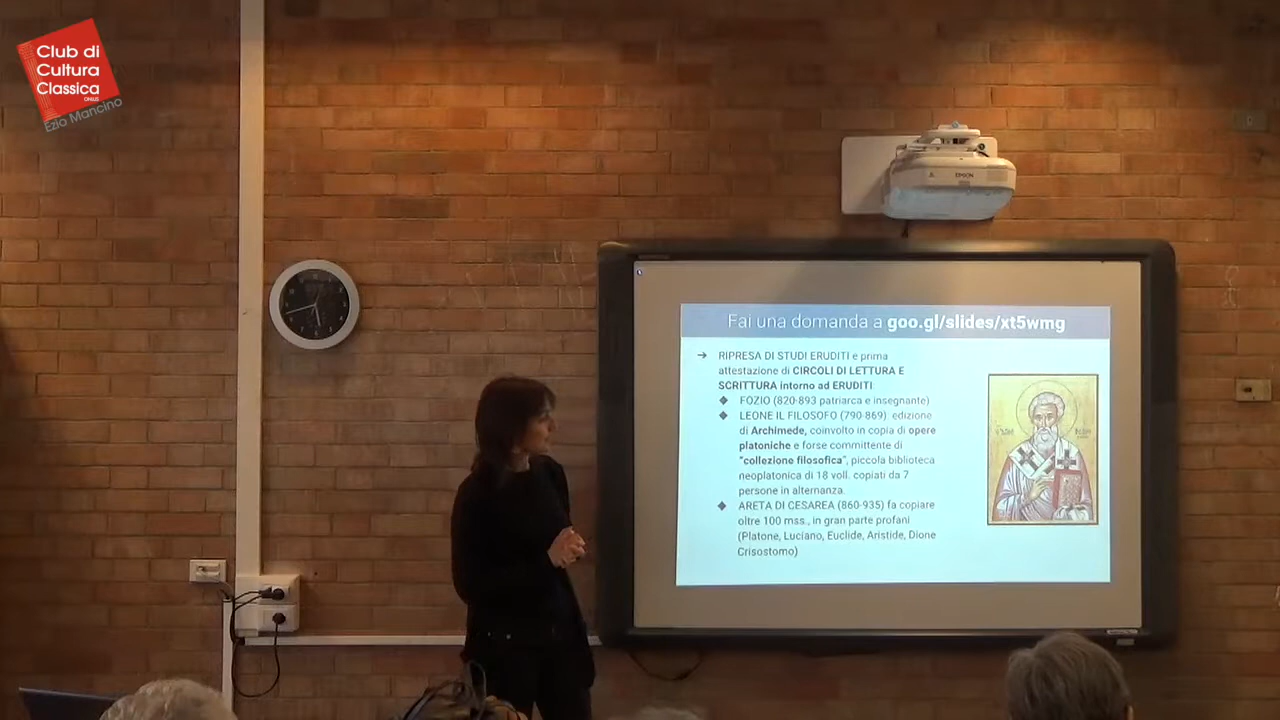 Club di
Cultura
Classica
ONLUS
Ezio Mancino
EPSON
Fai una domanda a goo.gl/slides/xt5wmg
➔ RIPRESA DI STUDI ERUDITI e prima
attestazione di CIRCOLI DI LETTURA E
SCRITTURA intorno ad ERUDITI
❖ FOZIO (820-893 patriarca e insegnante)
❖ LEONE IL FILOSOFO (790-869) edizione
di Archimede, coinvolto in copia di opere
platoniche e forse committente di
"collezione filosofica", piccola biblioteca
neoplatonica di 18 voll. copiati da 7
persone in alternanza
❖ ARETA DI CESAREA (860-935) fa copiare
oltre 100 mss., in gran parte profani
(Platone, Luciano, Euclide, Aristide, Dione
Crisostomo)